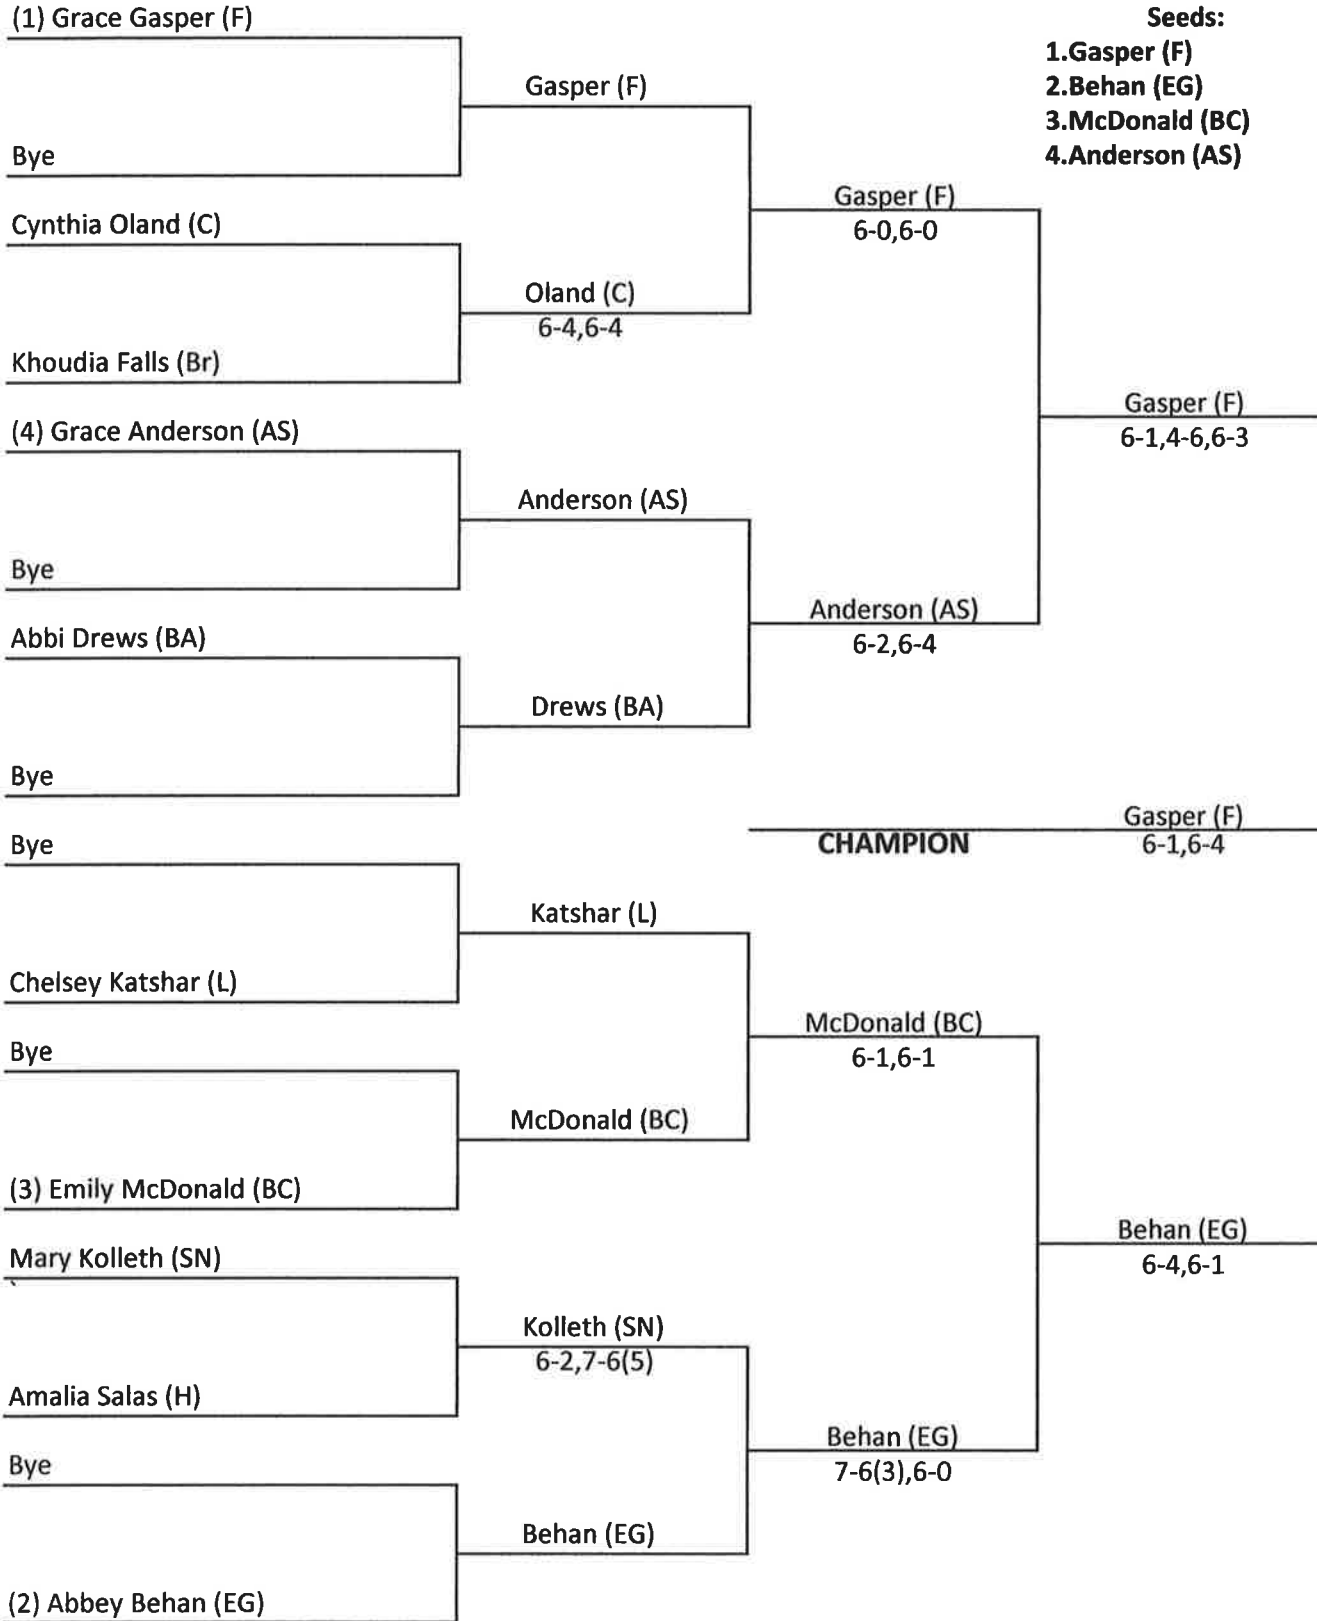 (1) Grace Gasper (F)
Bye
Cynthia Oland (C)
Khoudia Falls (Br)
(4) Grace Anderson (AS)
Bye
Abbi Drews (BA)
Bye
Bye
Chelsey Katshar (L)
Bye
(3) Emily McDonald (BC)
Mary Kolleth (SN)
Amalia Salas (H)
Bye
(2) Abbey Behan (EG)
Gasper (F)
Oland (C)
6-4,6-4
Anderson (AS)
Drews (BA)
Katshar (L)
McDonald (BC)
Kolleth (SN)
6-2,7-6(5)
Behan (EG)
Gasper (F)
6-0,6-0
Anderson (AS)
6-2,6-4
McDonald (BC)
6-1,6-1
Behan (EG)
7-6(3),6-0
Gasper (F)
6-1,4-6,6-3
Behan (EG)
6-4,6-1
CHAMPION
Gasper (F)
6-1,6-4
Seeds:
1.Gasper (F)
2.Behan (EG)
3.McDonald (BC)
4.Anderson (AS)